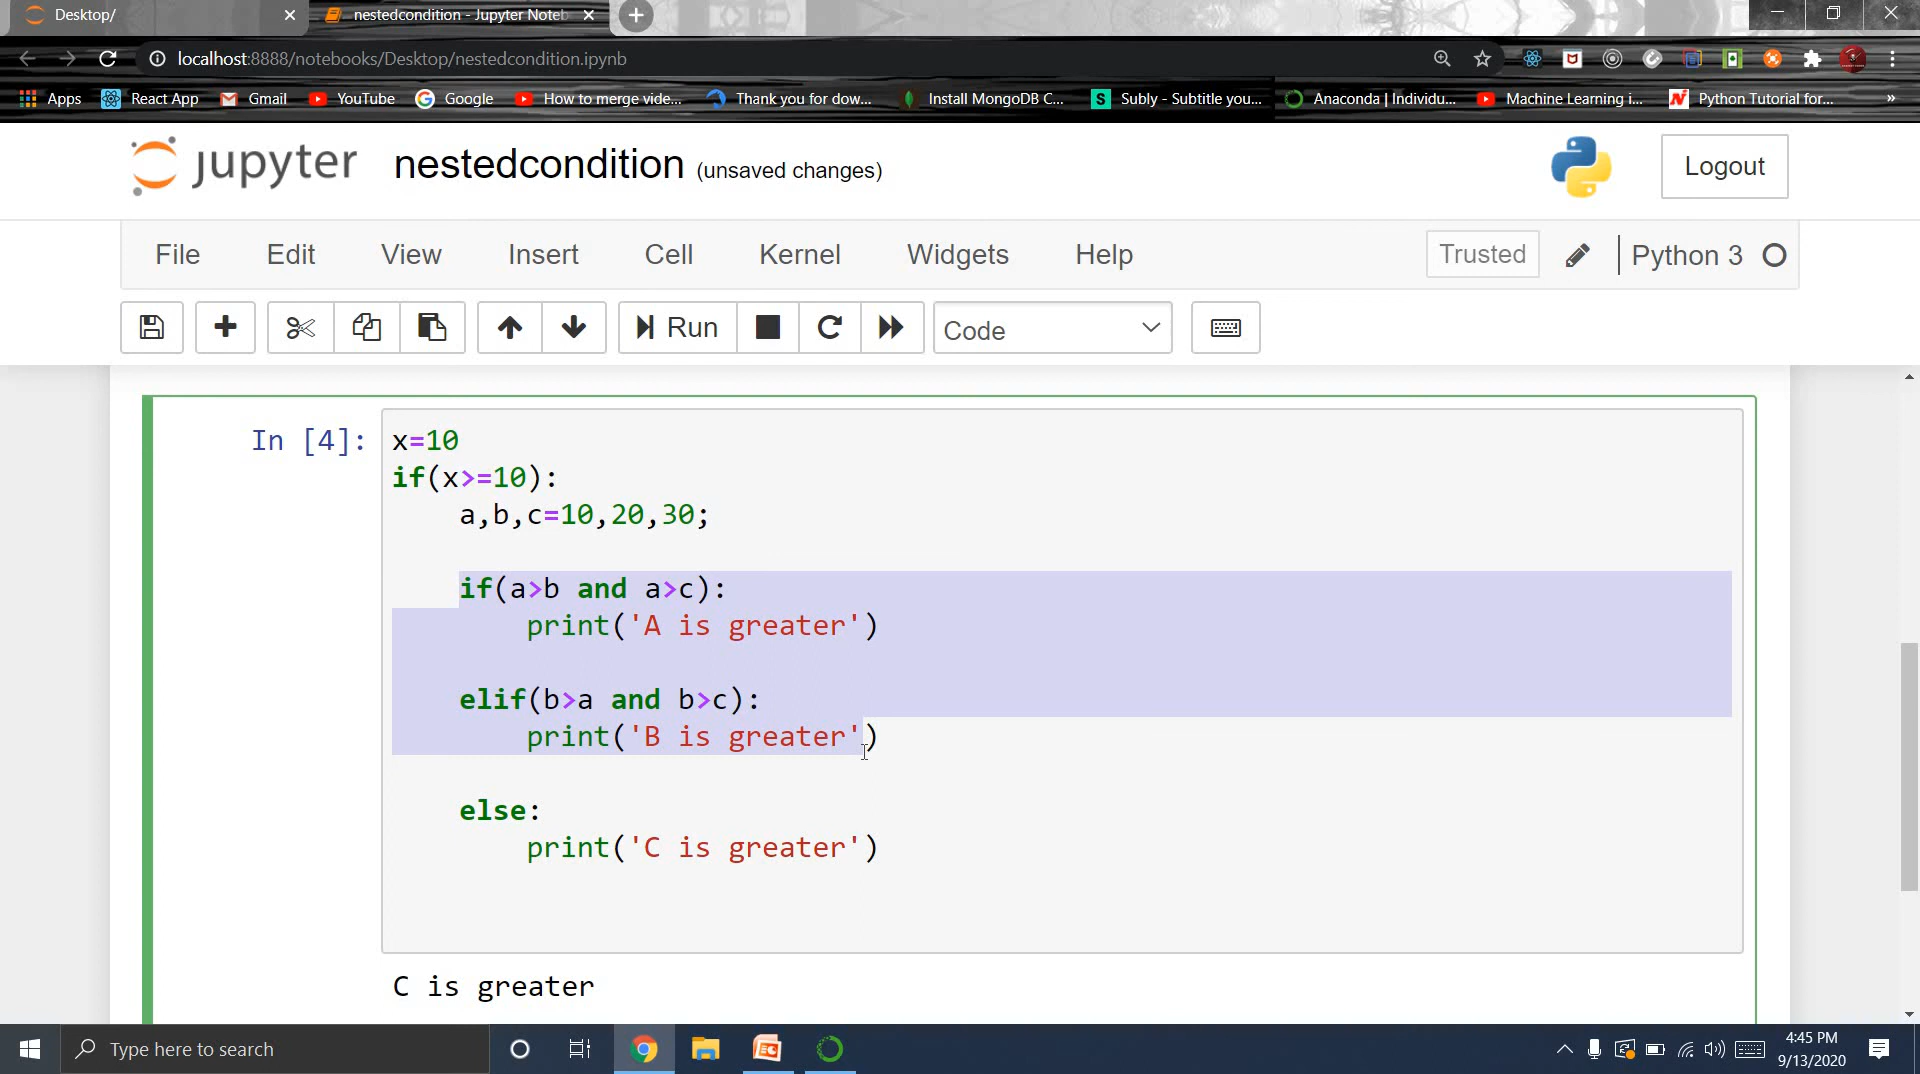 Desktop/
nestedcondition - Jupyter Noteb
localhost:8888/notebooks/Desktop/nestedcondition.ipynb
Apps
React App
Gmail
YouTube
Google
How to merge vide...
Thank you for dow...
Install MongoDB C...
Subly - Subtitle you...
Anaconda | Individu...
Machine Learning i...
Python Tutorial for...
»
jupyter nestedcondition (unsaved changes)
Logout
File Edit View Insert Cell Kernel Widgets Help
Trusted
Python 3
Run
Code
In [4]:
x=10
if(x>=10):
    a,b,c=10,20,30;
    if(a>b and a>c):
        print('A is greater')
    elif(b>a and b>c):
        print('B is greater')
    else:
        print('C is greater')
C is greater
Type here to search
4:45 PM
9/13/2020